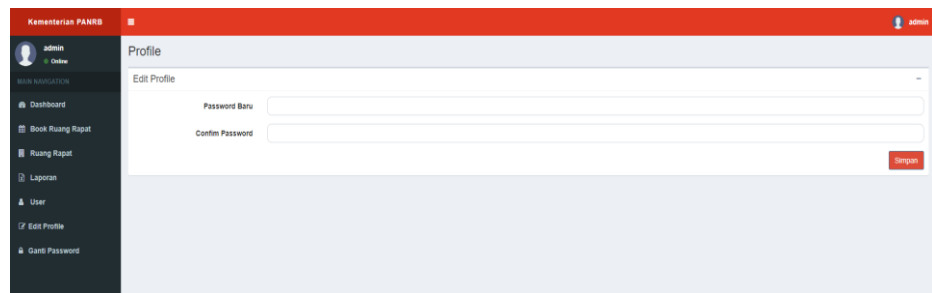 Kementerian PANRB
admin
admin
Online
Profile
MAIN NAVIGATION
Edit Profile
Dashboard
Password Baru
Book Ruang Rapat
Confim Password
Ruang Rapat
Simpan
Laporan
User
Edit Profile
Ganti Password